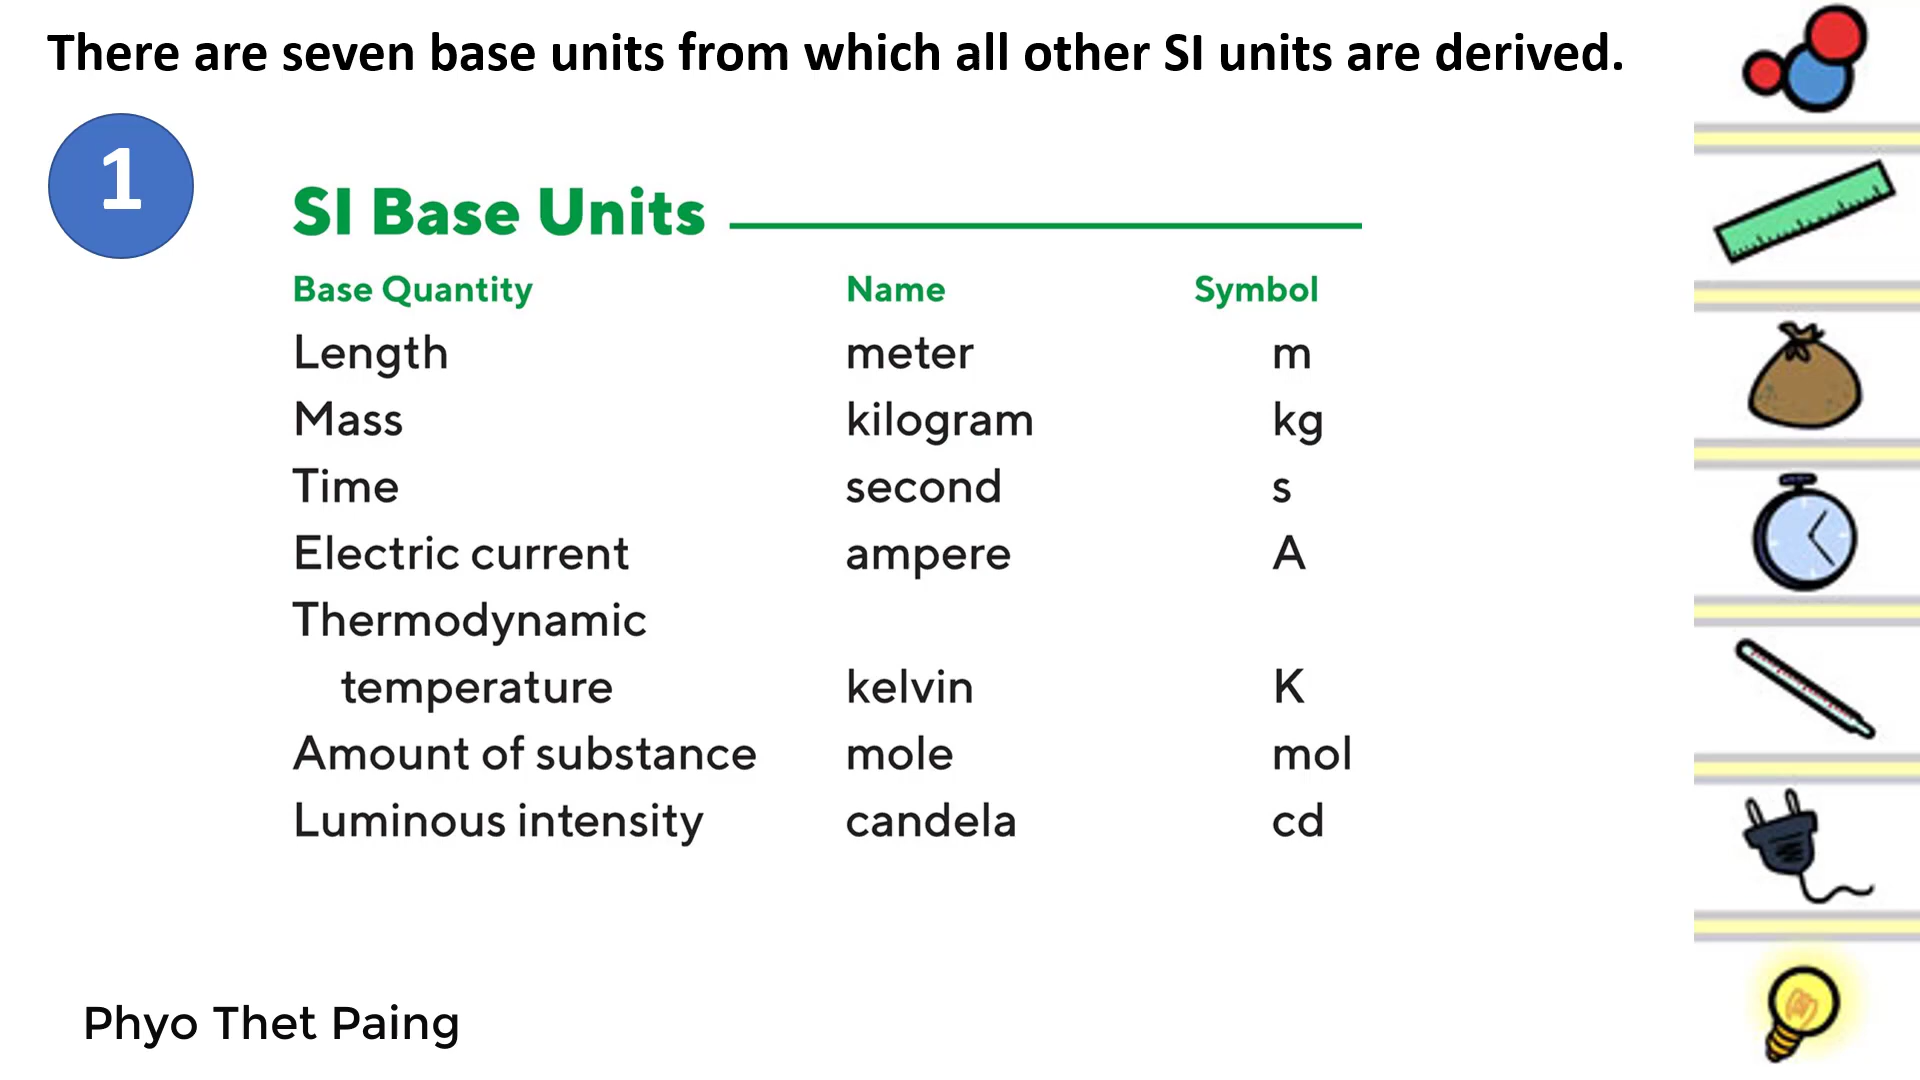 There are seven base units from which all other SI units are derived.
1
SI Base Units
Base Quantity Name Symbol
Length meter m
Mass kilogram kg
Time second s
Electric current ampere A
Thermodynamic
temperature kelvin K
Amount of substance mole mol
Luminous intensity candela cd
Phyo Thet Paing